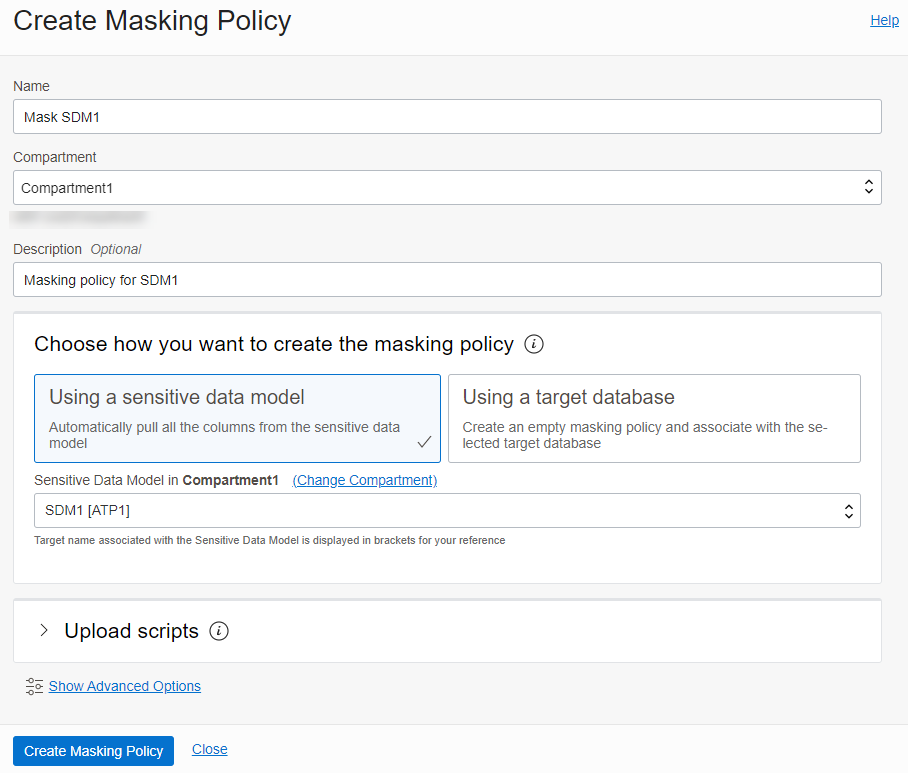 Create Masking Policy
Help
Name
Mask SDM1
Compartment
Compartment1
Description Optional
Masking policy for SDM1
Choose how you want to create the masking policy
Using a sensitive data model
Automatically pull all the columns from the sensitive data
model
Using a target database
Create an empty masking policy and associate with the se-
lected target database
Sensitive Data Model in Compartment1 (Change Compartment)
SDM1 [ATP1]
Target name associated with the Sensitive Data Model is displayed in brackets for your reference
Upload scripts
Show Advanced Options
Create Masking Policy
Close